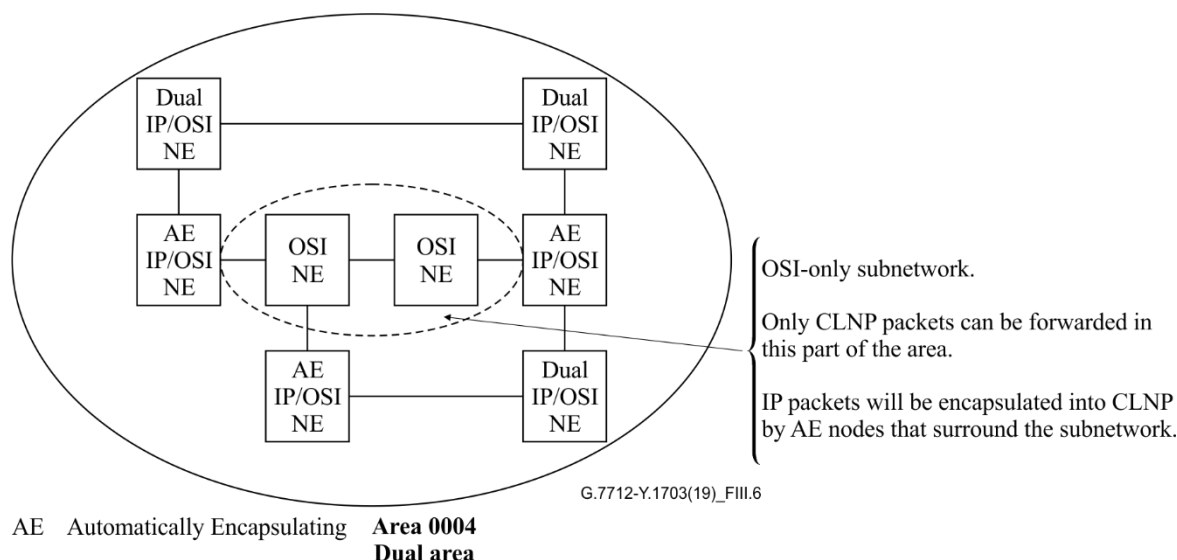 Dual
IP/OSI
NE
Dual
IP/OSI
NE
AE
IP/OSI
NE
OSI
NE
OSI
NE
AE
IP/OSI
NE
OSI-only subnetwork.
Only CLNP packets can be forwarded in
this part of the area.
IP packets will be encapsulated into CLNP
by AE nodes that surround the subnetwork.
AE
IP/OSI
NE
Dual
IP/OSI
NE
G.7712-Y.1703(19)_FIII.6
AE Automatically Encapsulating Area 0004
Dual area